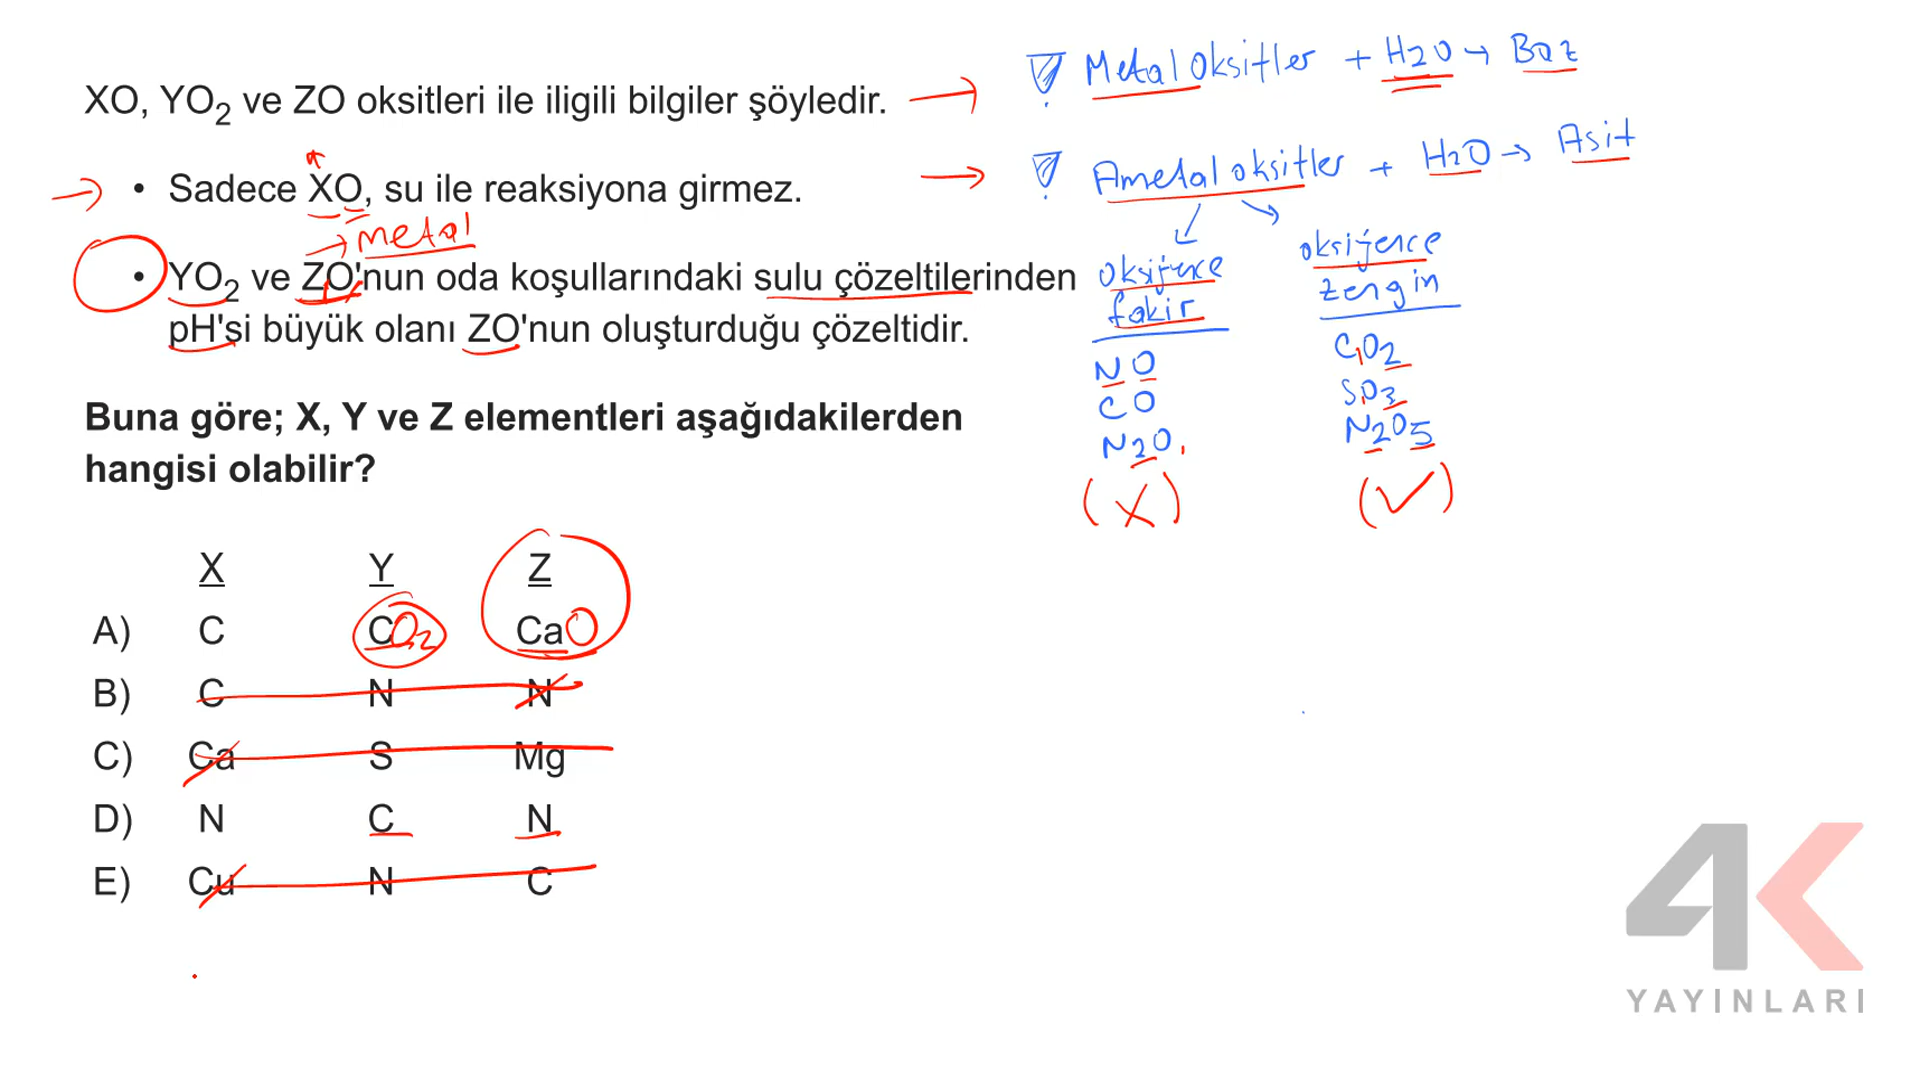 XO, YO2 ve ZO oksitleri ile iligili bilgiler şöyledir.
• Sadece XO, su ile reaksiyona girmez.
→ metal
• YO2 ve ZO'nun oda koşullarındaki sulu çözeltilerinden
pH'si büyük olanı ZO'nun oluşturduğu çözeltidir.
Buna göre; X, Y ve Z elementleri aşağıdakilerden
hangisi olabilir?
X Y Z
A) C CO2 CaO
B) C N N
C) Ca S Mg
D) N C N
E) Cu N C
Metal Oksitler + H2O → Baz
Ametal oksitler + H2O → Asit
oksijence
fakir
NO
CO
N2O
(X)
oksijence
zengin
CO2
SO3
N2O5
(✓)
4K
YAYINLARI